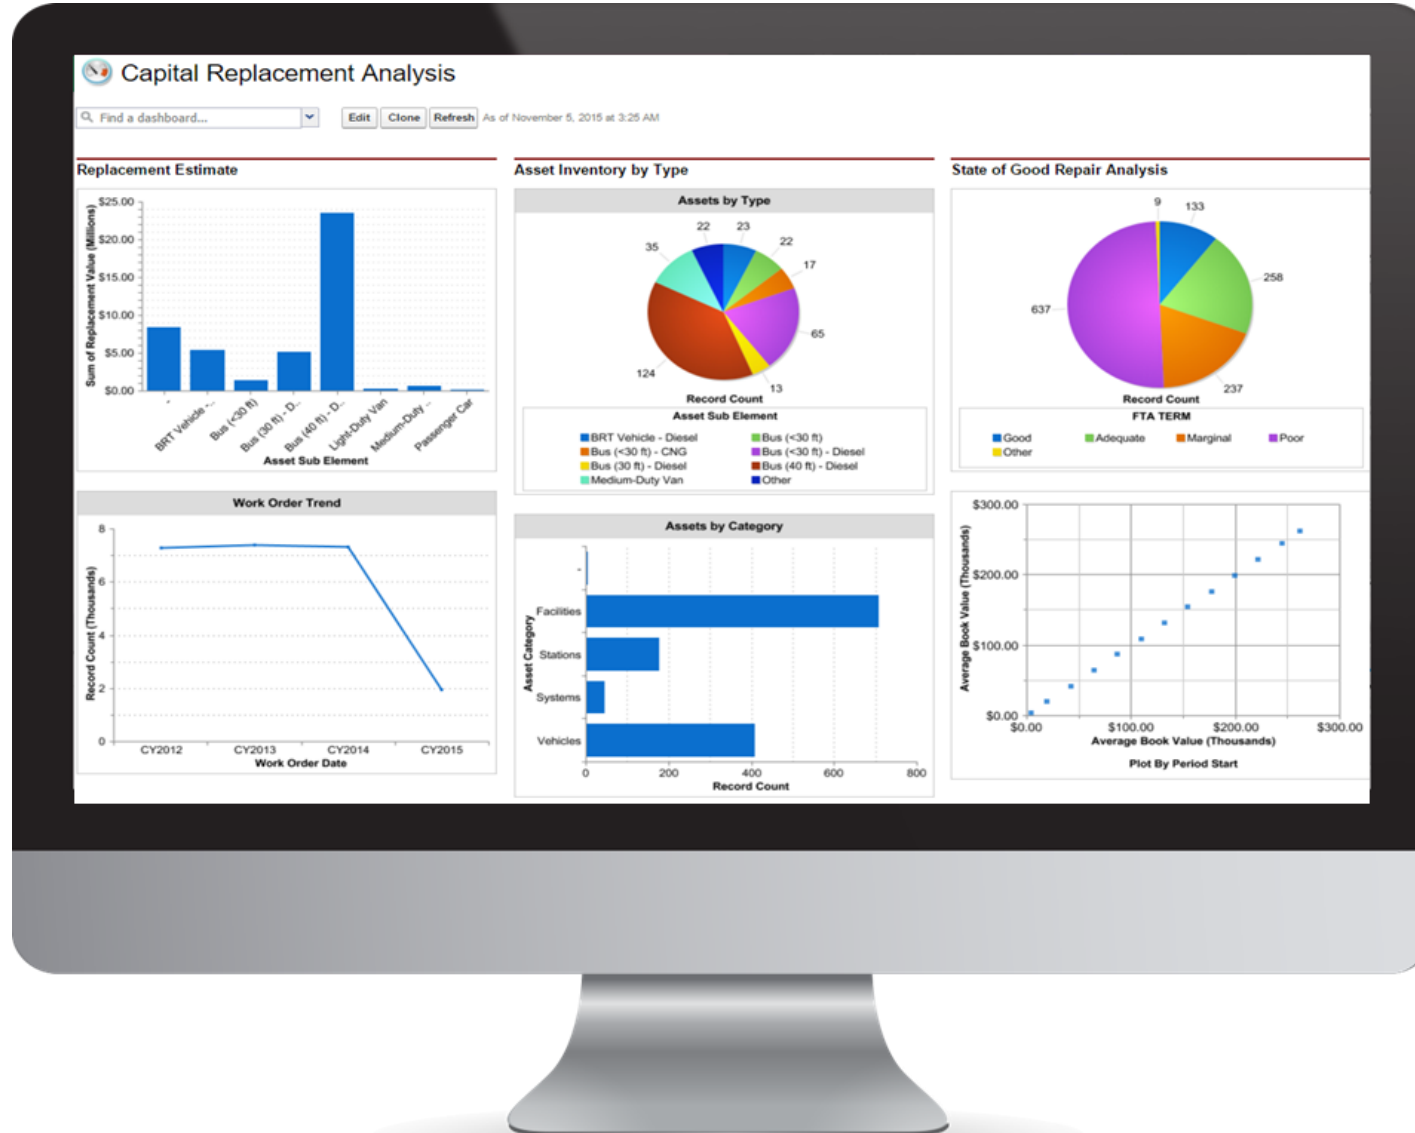 Capital Replacement Analysis
Find a dashboard...
Edit Clone Refresh As of November 5, 2015 at 3:25 AM
Replacement Estimate
$25.00
$20.00
$15.00
$10.00
$5.00
$0.00
Sum of Replacement Value (Millions)
-
BRT Vehicle -..
Bus (<30 ft)
Bus (30 ft) - D..
Bus (40 ft) - D..
Light-Duty Van
Medium-Duty ..
Passenger Car
Asset Sub Element
Work Order Trend
8
6
4
2
0
Record Count (Thousands)
CY2012 CY2013 CY2014 CY2015
Work Order Date
Asset Inventory by Type
Assets by Type
22 23
35 22
17
65
124
13
Record Count
Asset Sub Element
BRT Vehicle - Diesel Bus (<30 ft)
Bus (<30 ft) - CNG Bus (<30 ft) - Diesel
Bus (30 ft) - Diesel Bus (40 ft) - Diesel
Medium-Duty Van Other
Assets by Category
Asset Category
-
Facilities
Stations
Systems
Vehicles
0 200 400 600 800
Record Count
State of Good Repair Analysis
9 133
258
637
237
Record Count
FTA TERM
Good Adequate Marginal Poor
Other
$300.00
$200.00
$100.00
$0.00
Average Book Value (Thousands)
$0.00 $100.00 $200.00 $300.00
Average Book Value (Thousands)
Plot By Period Start